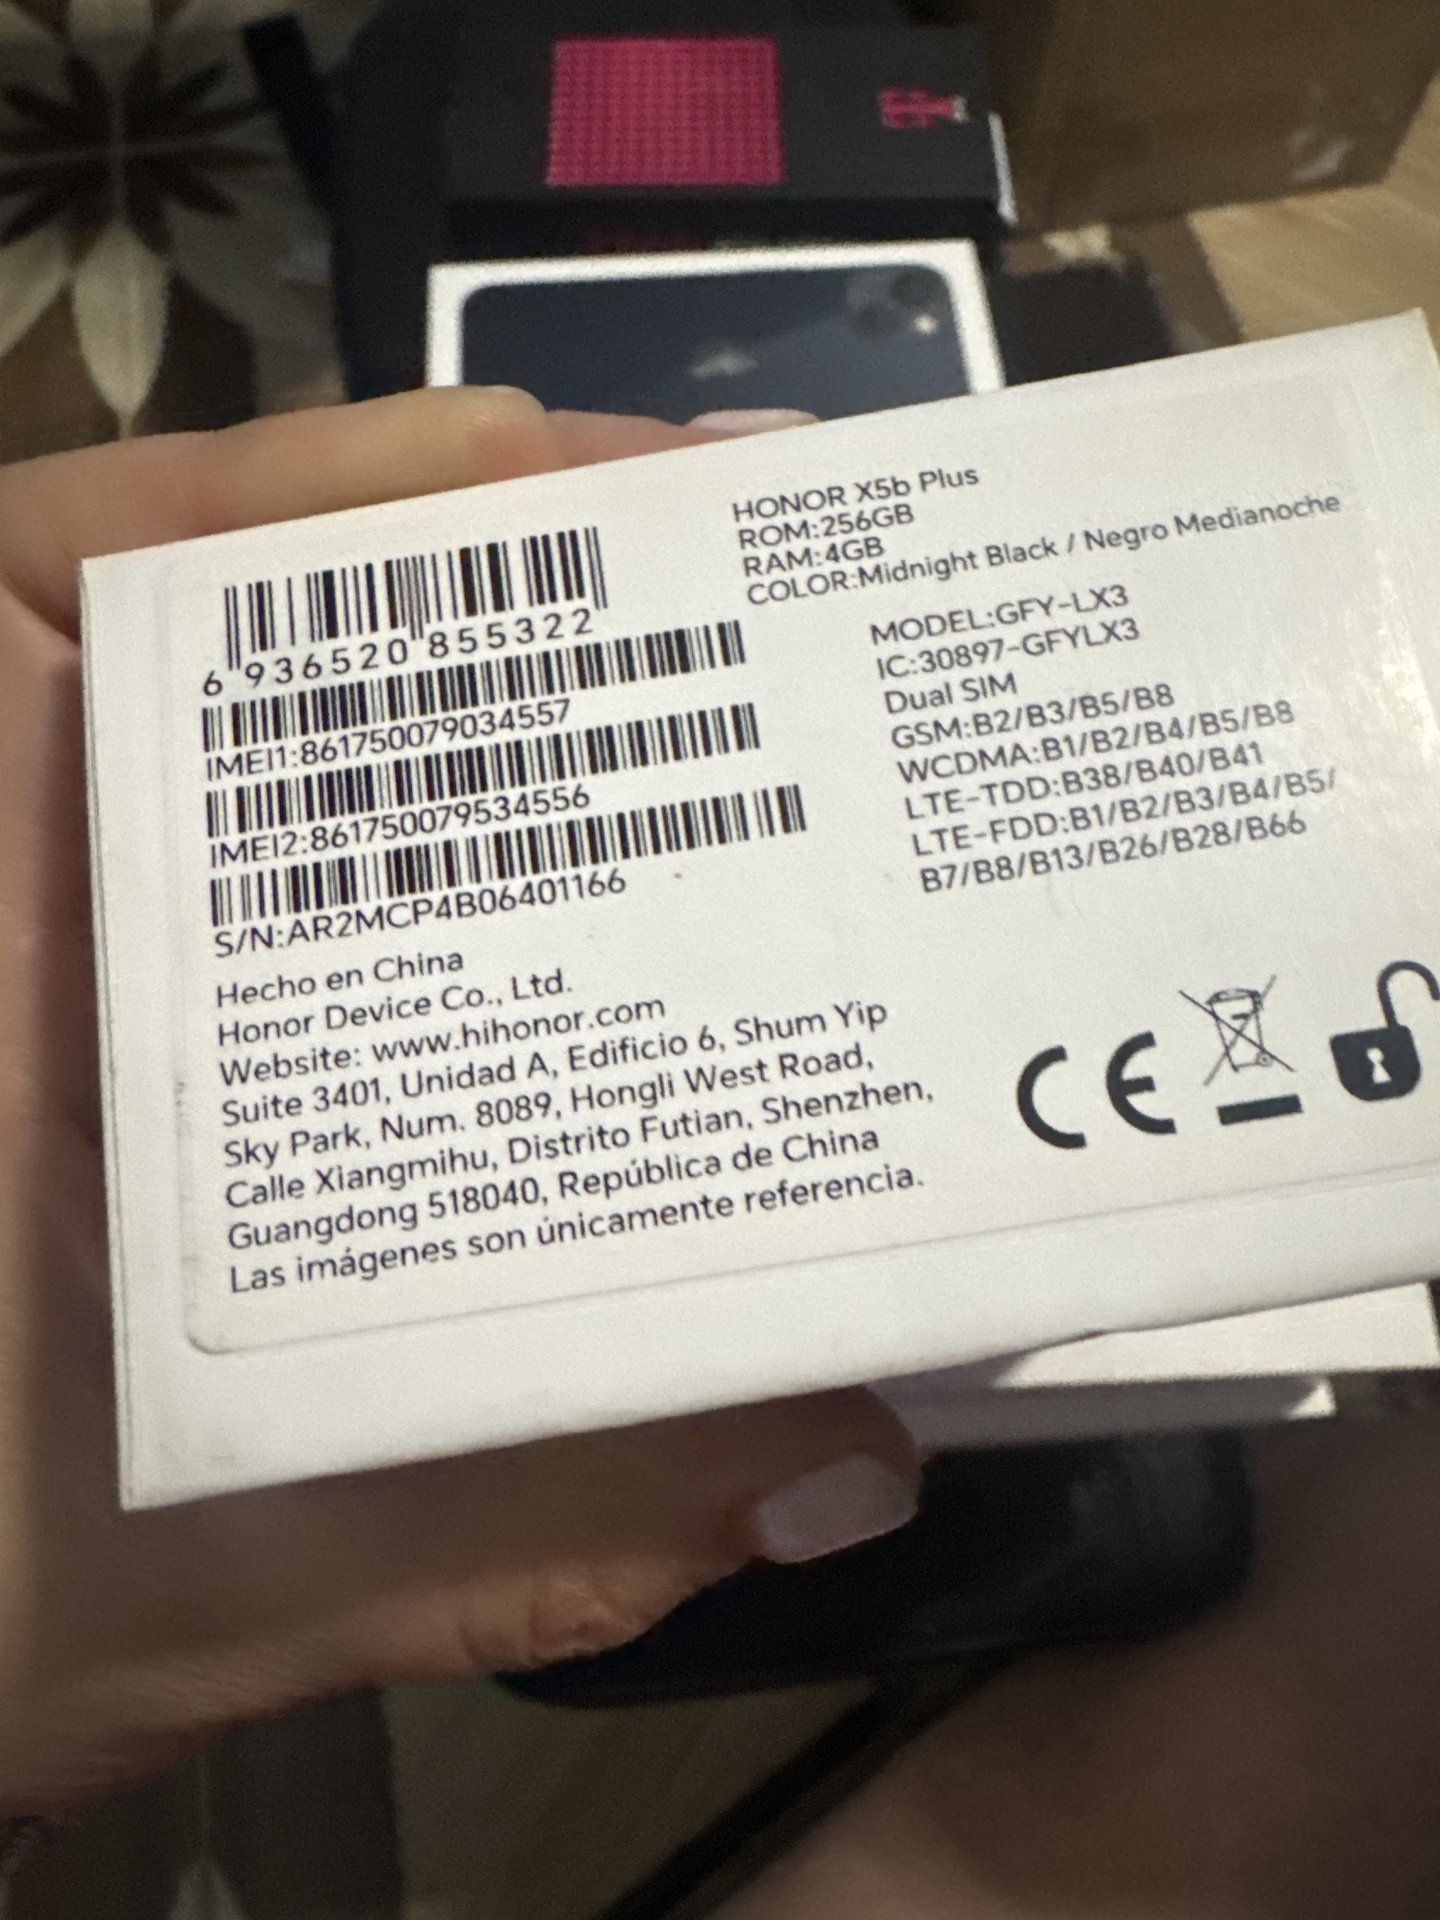 HONOR X5b Plus
ROM:256GB
RAM:4GB
COLOR:Midnight Black / Negro Medianoche
6 936520 855322
IMEI1:861750079034557
IMEI2:861750079534556
S/N:AR2MCP4B06401166
MODEL:GFY-LX3
IC:30897-GFYLX3
Dual SIM
GSM:B2/B3/B5/B8
WCDMA:B1/B2/B4/B5/B8
LTE-TDD:B38/B40/B41
LTE-FDD:B1/B2/B3/B4/B5/
B7/B8/B13/B26/B28/B66
Hecho en China
Honor Device Co., Ltd.
Website: www.hihonor.com
Suite 3401, Unidad A, Edificio 6, Shum Yip
Sky Park, Num. 8089, Hongli West Road,
Calle Xiangmihu, Distrito Futian, Shenzhen,
Guangdong 518040, República de China
Las imágenes son únicamente referencia.
CE